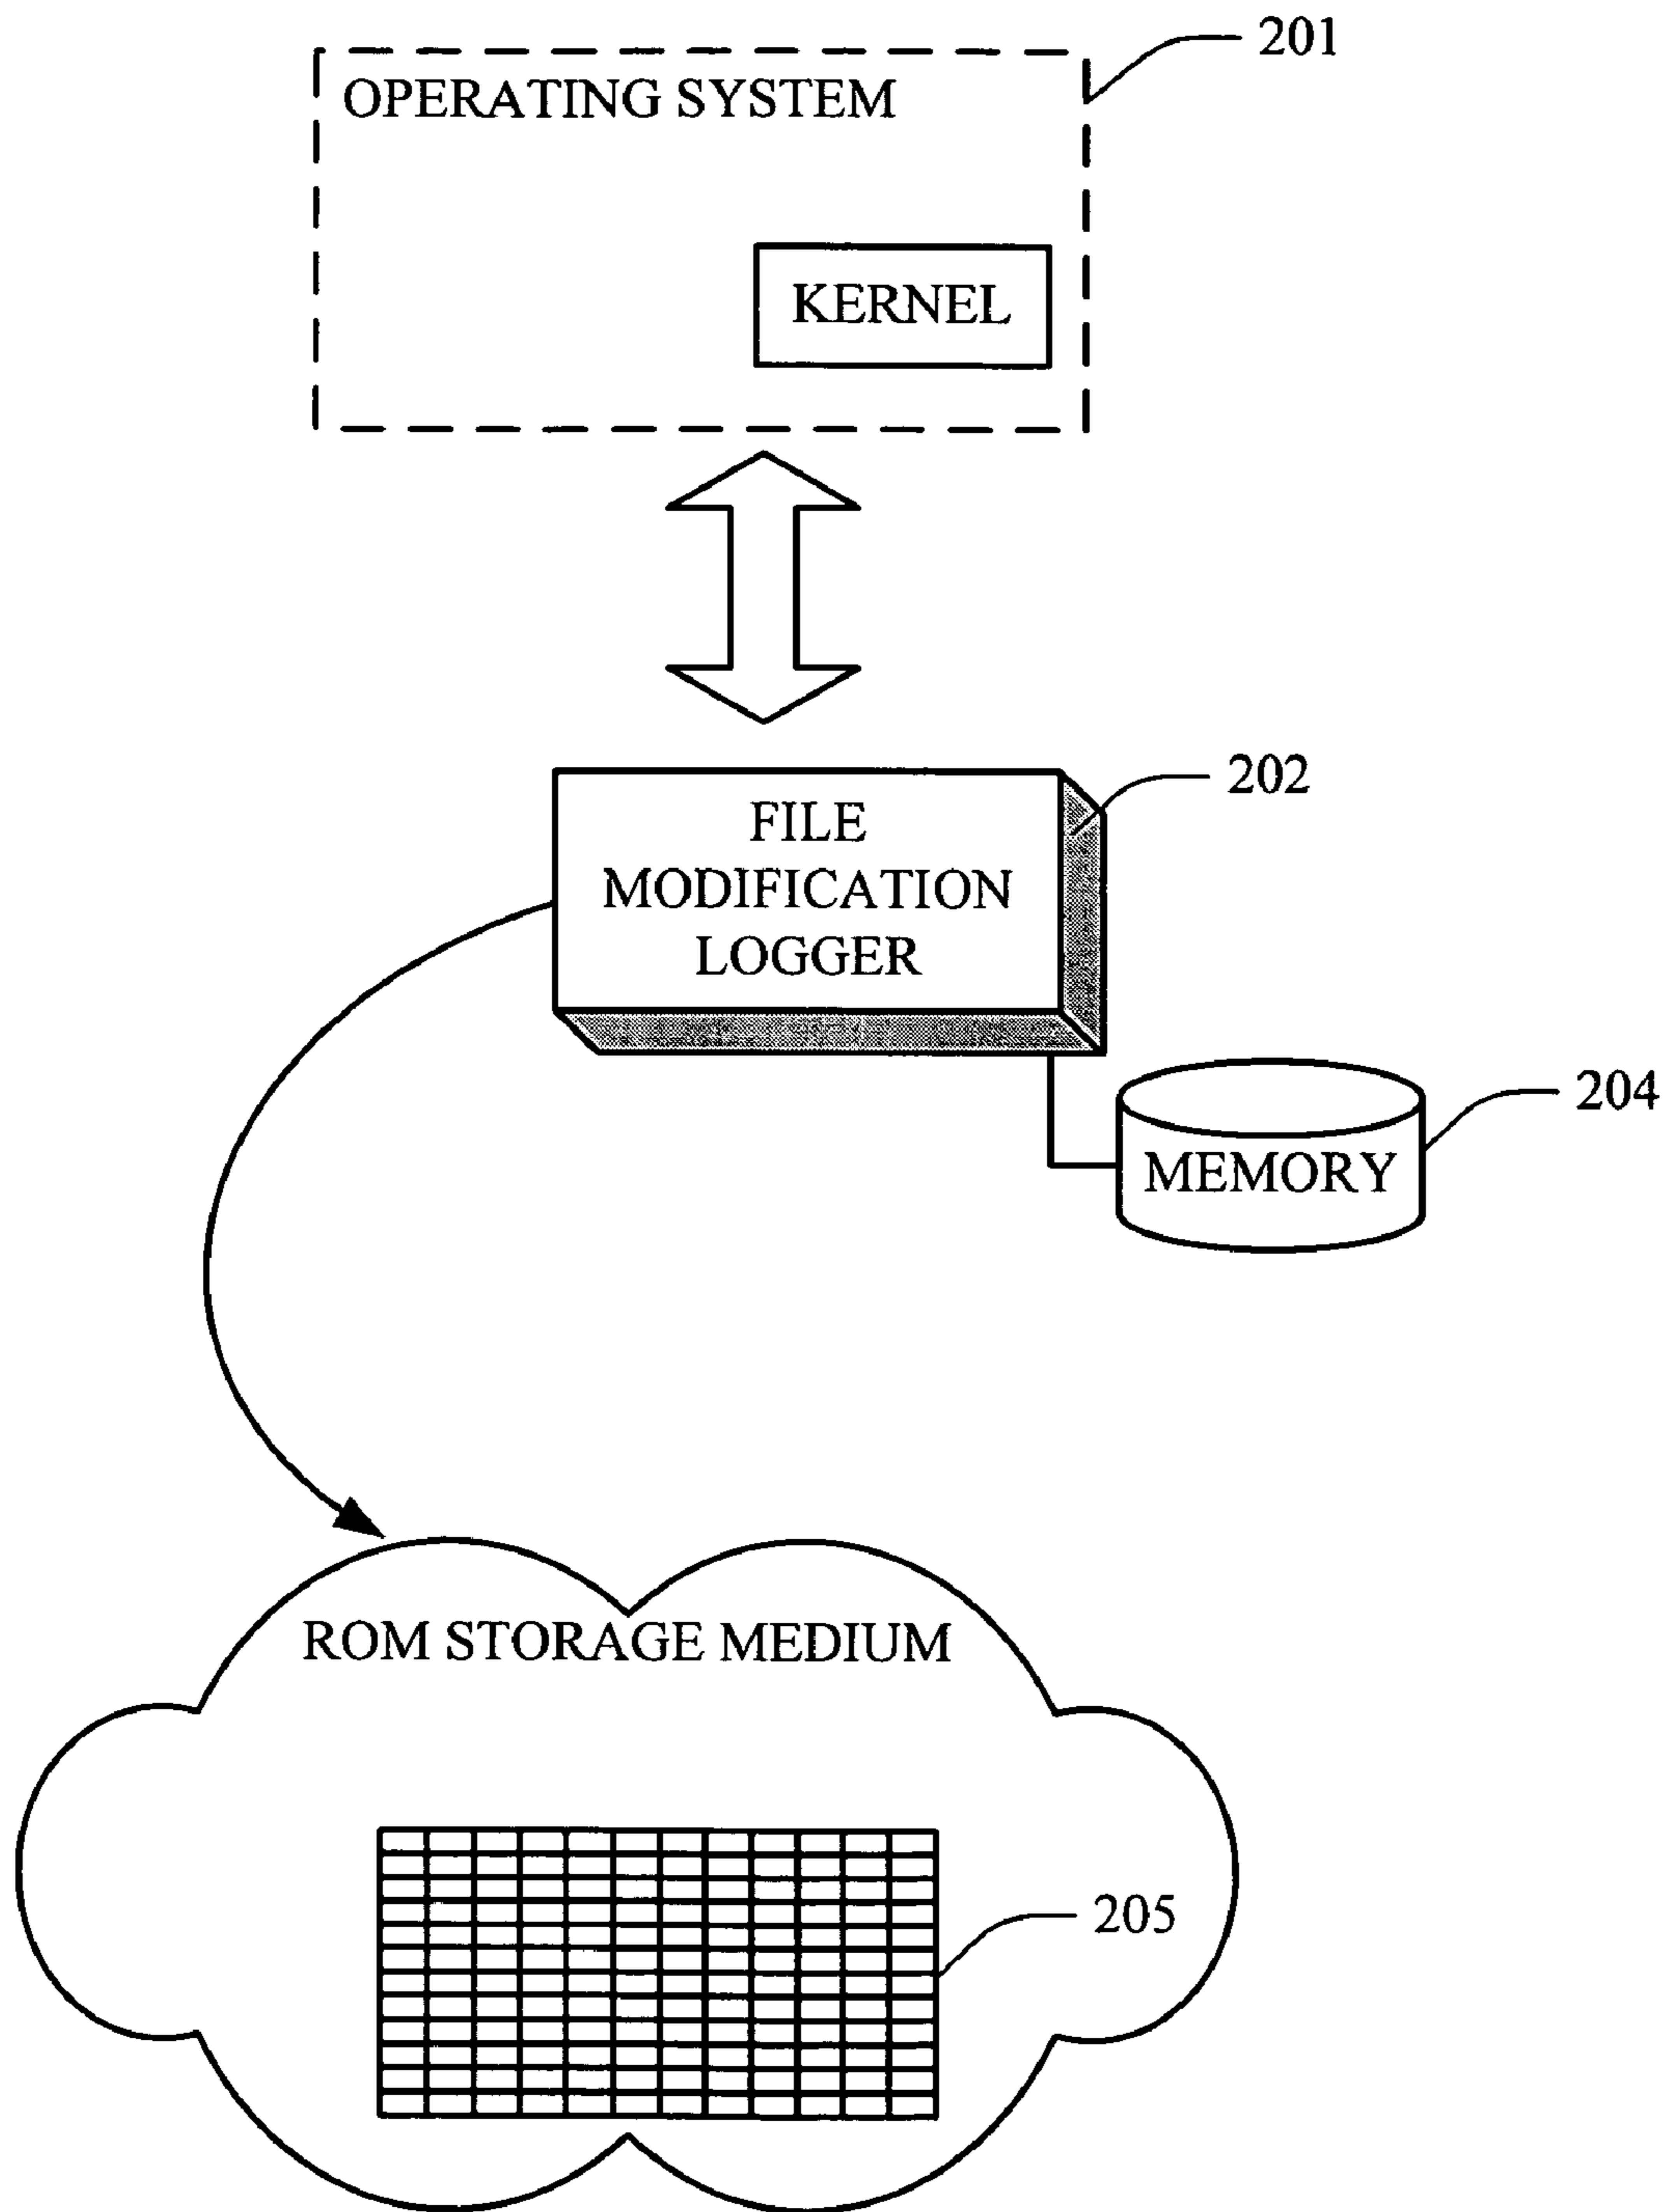 201
OPERATING SYSTEM
KERNEL
202
FILE
MODIFICATION
LOGGER
204
MEMORY
ROM STORAGE MEDIUM
205